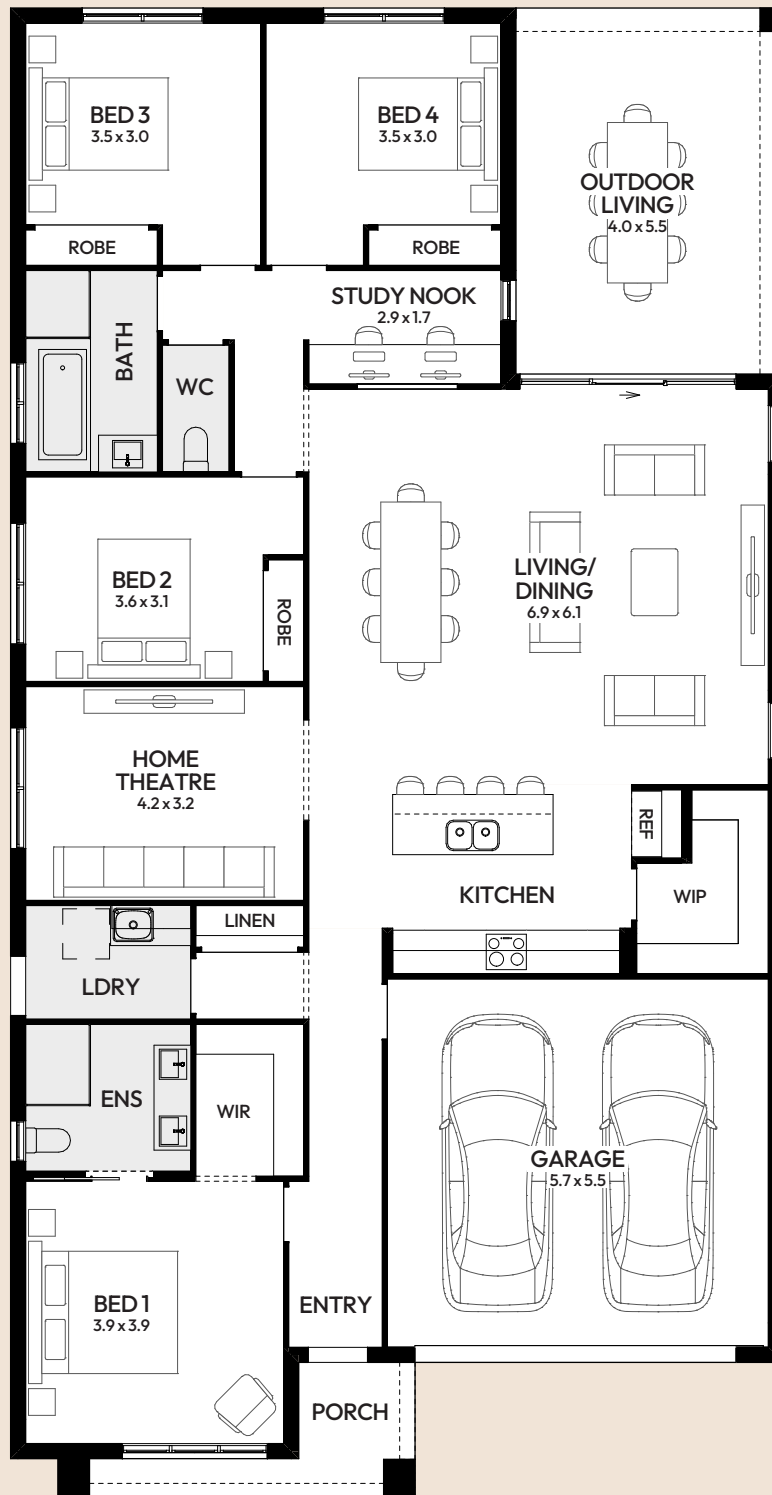 BED 3
3.5 x 3.0
BED 4
3.5 x 3.0
OUTDOOR
LIVING
4.0 x 5.5
ROBE
ROBE
STUDY NOOK
2.9 x 1.7
BATH
WC
BED 2
3.6 x 3.1
ROBE
LIVING/
DINING
6.9 x 6.1
HOME
THEATRE
4.2 x 3.2
REF
KITCHEN
WIP
LINEN
LDRY
ENS
WIR
GARAGE
5.7 x 5.5
BED 1
3.9 x 3.9
ENTRY
PORCH